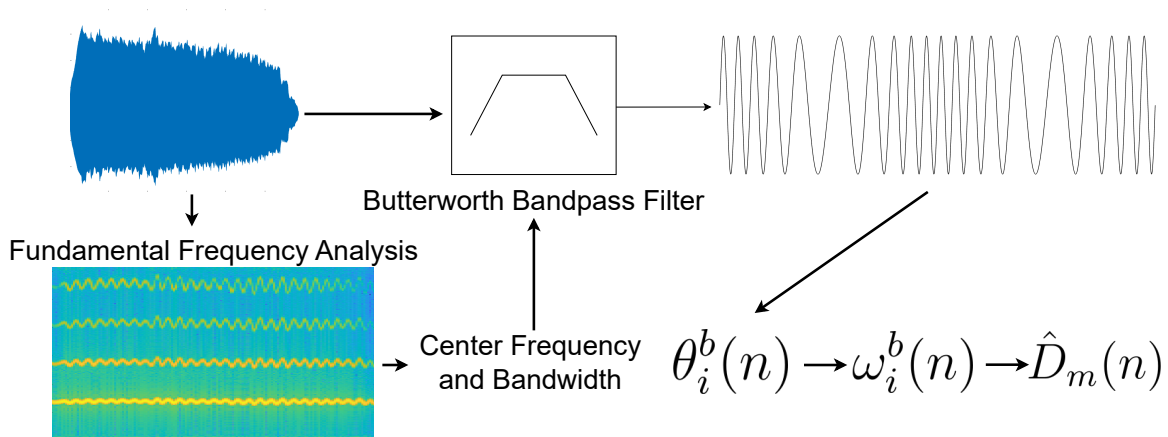 Butterworth Bandpass Filter
Fundamental Frequency Analysis
Center Frequency
and Bandwidth
θ_i^b(n) → ω_i^b(n) → D̂_m(n)